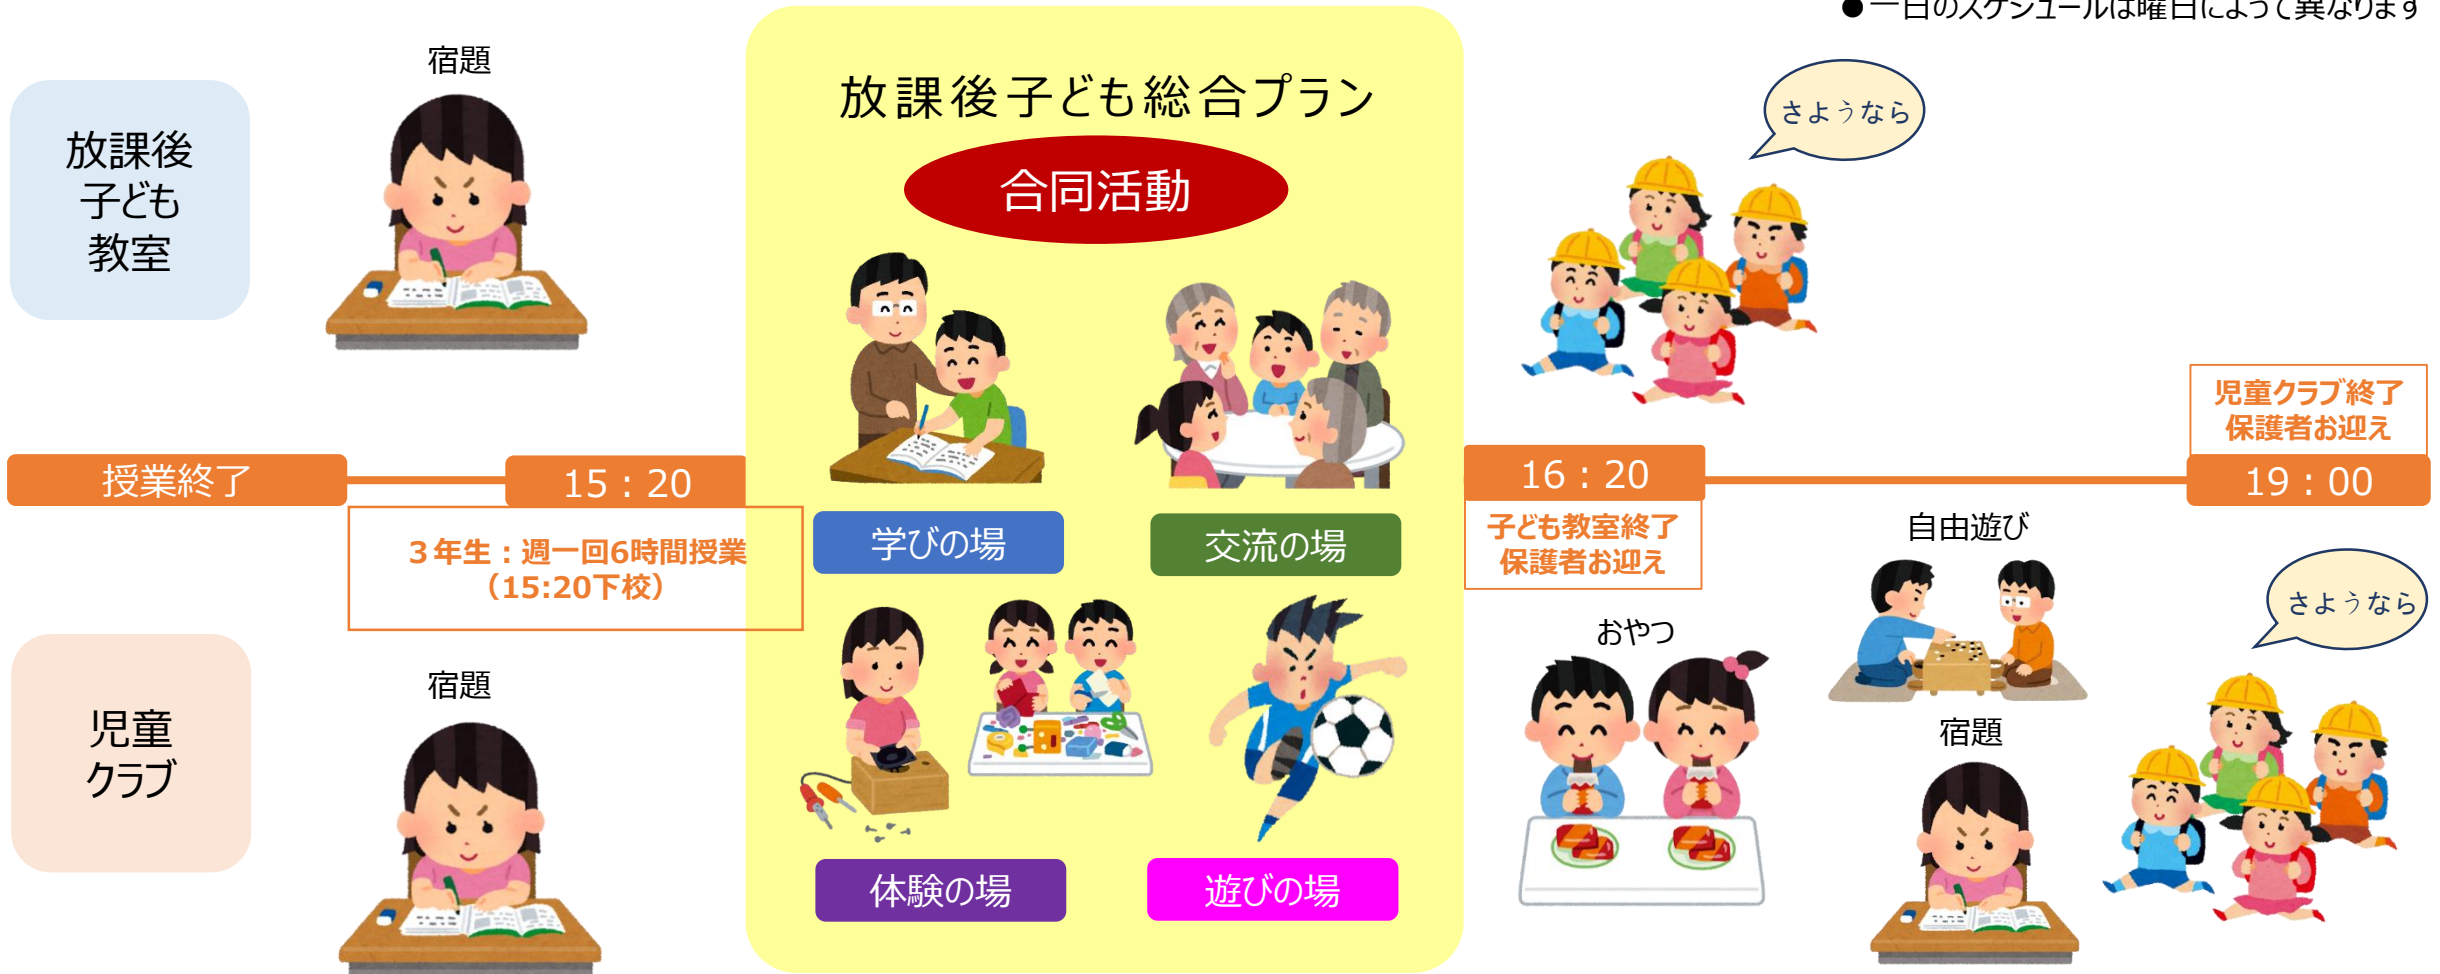 ●一日のスケジュールは曜日によって異なります
放課後
子ども
教室
宿題
放課後子ども総合プラン
合同活動
さようなら
授業終了
15：20
３年生：週一回6時間授業
（15:20下校）
学びの場
交流の場
体験の場
遊びの場
16：20
子ども教室終了
保護者お迎え
児童クラブ終了
保護者お迎え
19：00
児童
クラブ
宿題
おやつ
自由遊び
宿題
さようなら